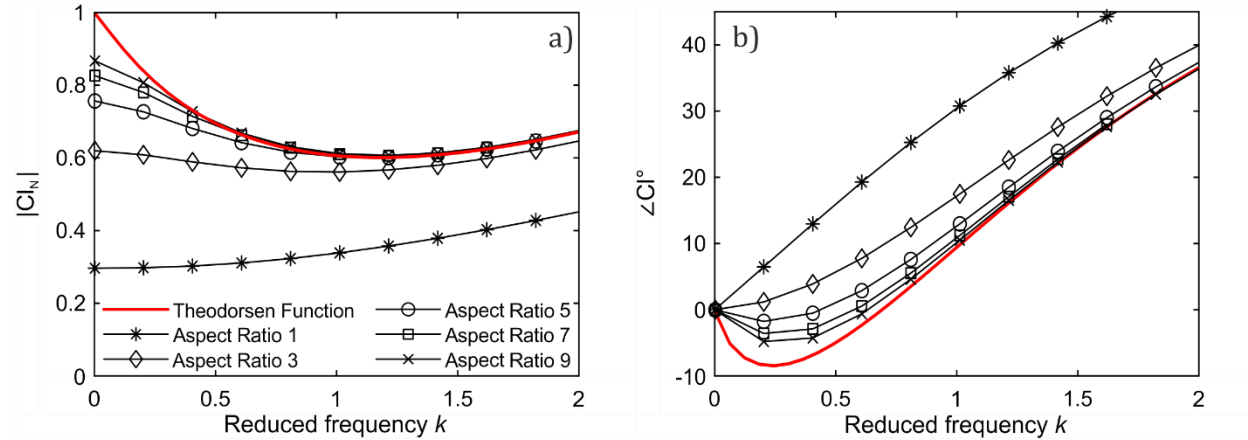 a)
1
0.8
0.6
0.4
0.2
0
|Cl_N|
Theodorsen Function
Aspect Ratio 1
Aspect Ratio 3
Aspect Ratio 5
Aspect Ratio 7
Aspect Ratio 9
0 0.5 1 1.5 2
Reduced frequency k
b)
40
30
20
10
0
-10
∠Cl°
0 0.5 1 1.5 2
Reduced frequency k